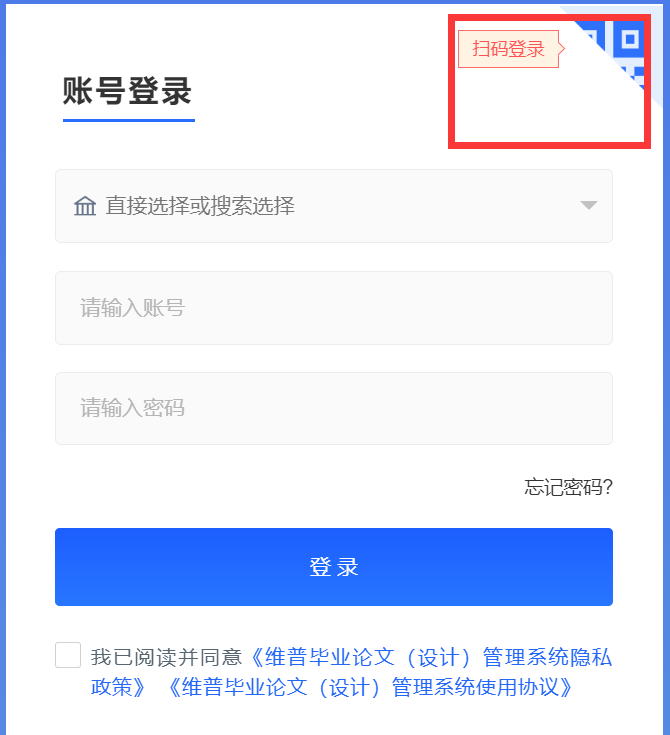 扫码登录
账号登录
直接选择或搜索选择
请输入账号
请输入密码
忘记密码?
登录
我已阅读并同意《维普毕业论文（设计）管理系统隐私
政策》 《维普毕业论文（设计）管理系统使用协议》